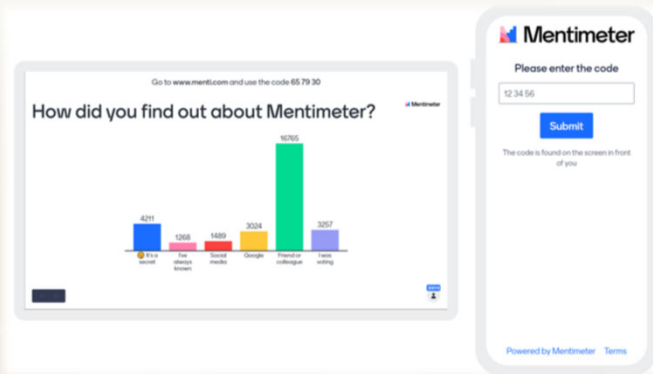 Go to www.menti.com and use the code 65 79 30
How did you find out about Mentimeter?
Mentimeter
16765
4211
1268
1489
3024
3257
It's a secret
I've always known
Social media
Google
Friend or colleague
I was voting
Mentimeter
Please enter the code
12 34 56
Submit
The code is found on the screen in front
of you
Powered by Mentimeter Terms